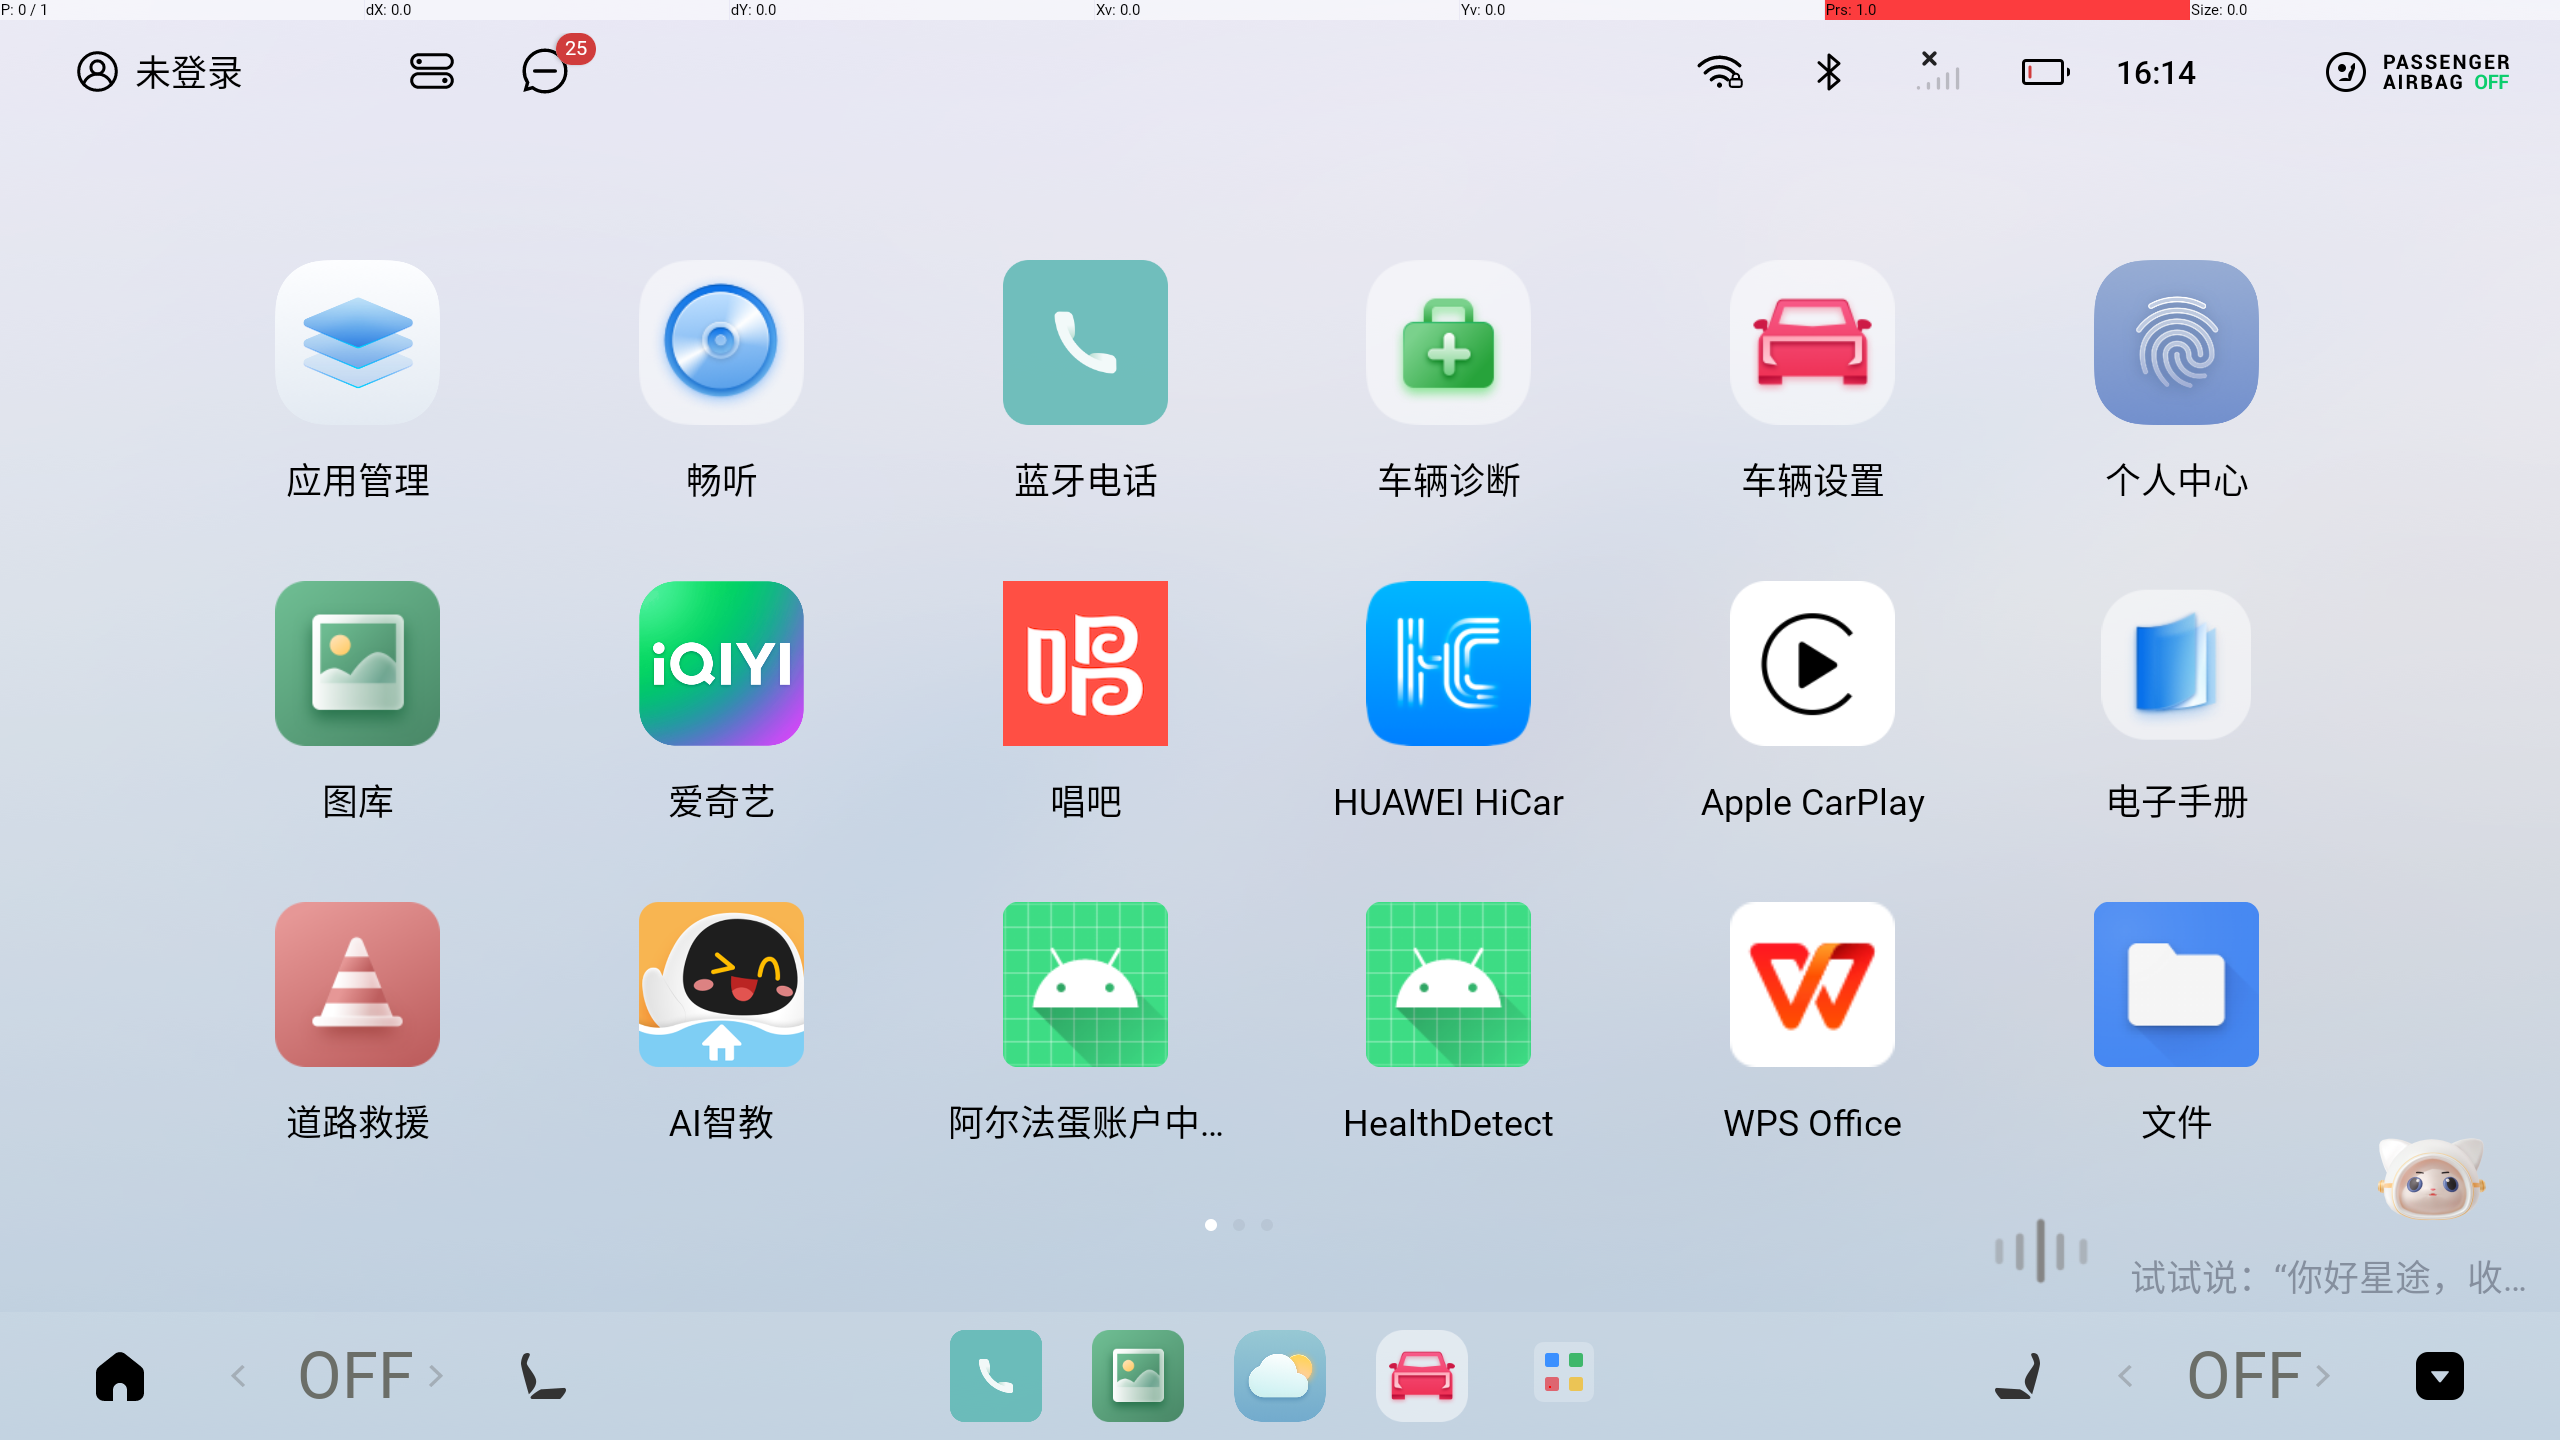 P: 0 / 1 dX: 0.0 dY: 0.0 Xv: 0.0 Yv: 0.0 Prs: 1.0 Size: 0.0
未登录 25 16:14 PASSENGER
AIRBAG OFF
应用管理 畅听 蓝牙电话 车辆诊断 车辆设置 个人中心
iQIYI 唱 HC
图库 爱奇艺 唱吧 HUAWEI HiCar Apple CarPlay 电子手册
W
道路救援 AI智教 阿尔法蛋账户中... HealthDetect WPS Office 文件
试试说：“你好星途，收...
OFF OFF